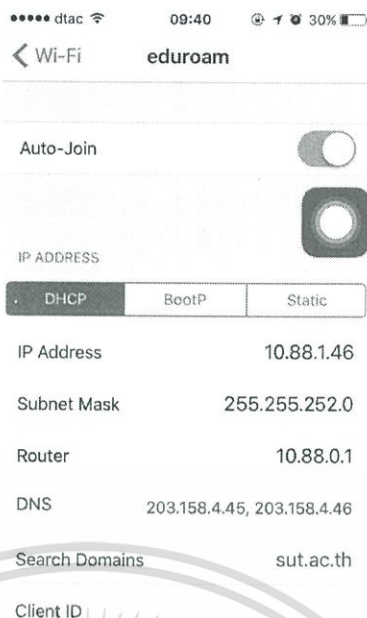 dtac 09:40 30%
Wi-Fi eduroam
Auto-Join
IP ADDRESS
DHCP BootP Static
IP Address 10.88.1.46
Subnet Mask 255.255.252.0
Router 10.88.0.1
DNS 203.158.4.45, 203.158.4.46
Search Domains sut.ac.th
Client ID